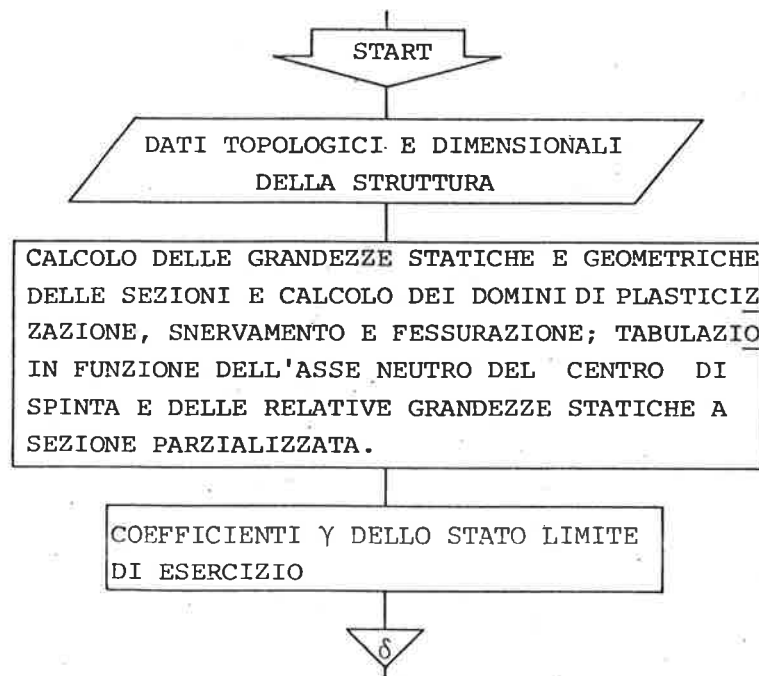 START
DATI TOPOLOGICI E DIMENSIONALI
DELLA STRUTTURA
CALCOLO DELLE GRANDEZZE STATICHE E GEOMETRICHE
DELLE SEZIONI E CALCOLO DEI DOMINI DI PLASTICIZ
ZAZIONE, SNERVAMENTO E FESSURAZIONE; TABULAZIO
IN FUNZIONE DELL'ASSE NEUTRO DEL CENTRO DI
SPINTA E DELLE RELATIVE GRANDEZZE STATICHE A
SEZIONE PARZIALIZZATA.
COEFFICIENTI γ DELLO STATO LIMITE
DI ESERCIZIO
δ